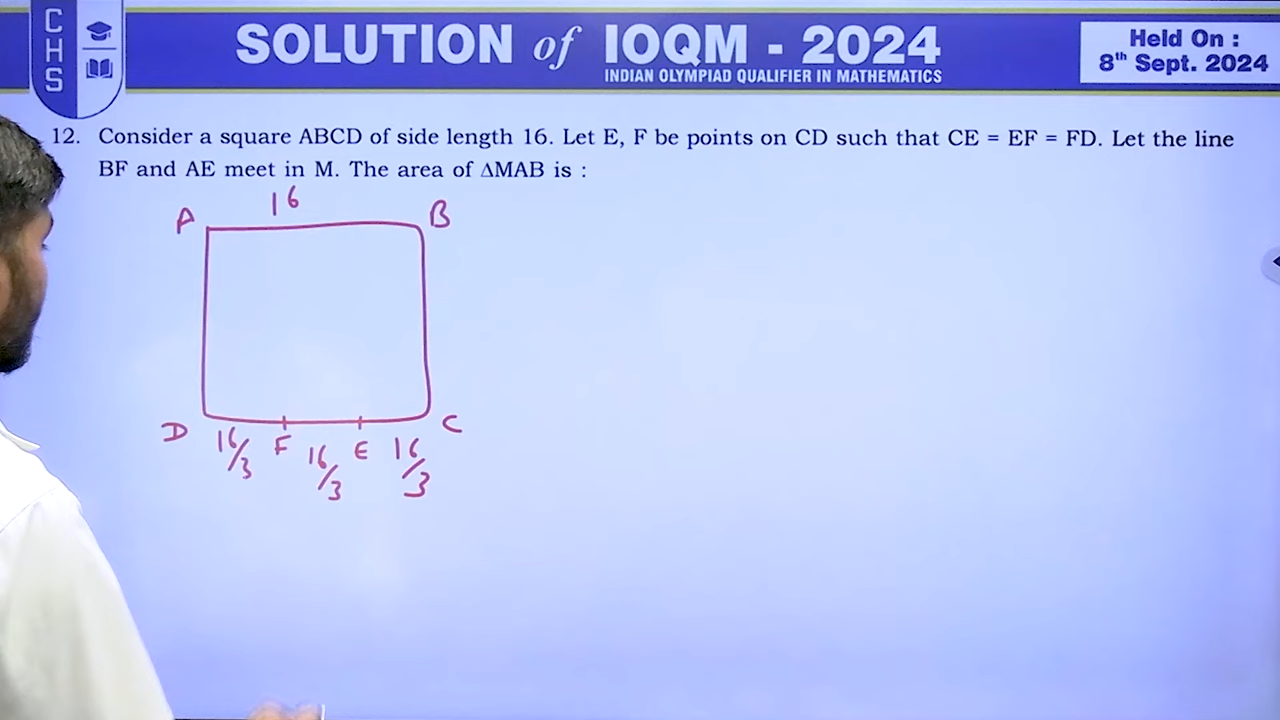 CHS
SOLUTION of IOQM - 2024
INDIAN OLYMPIAD QUALIFIER IN MATHEMATICS
Held On :
8th Sept. 2024
12. Consider a square ABCD of side length 16. Let E, F be points on CD such that CE = EF = FD. Let the line
BF and AE meet in M. The area of ΔMAB is :
16
A B
D F E C
16/3 16/3 16/3